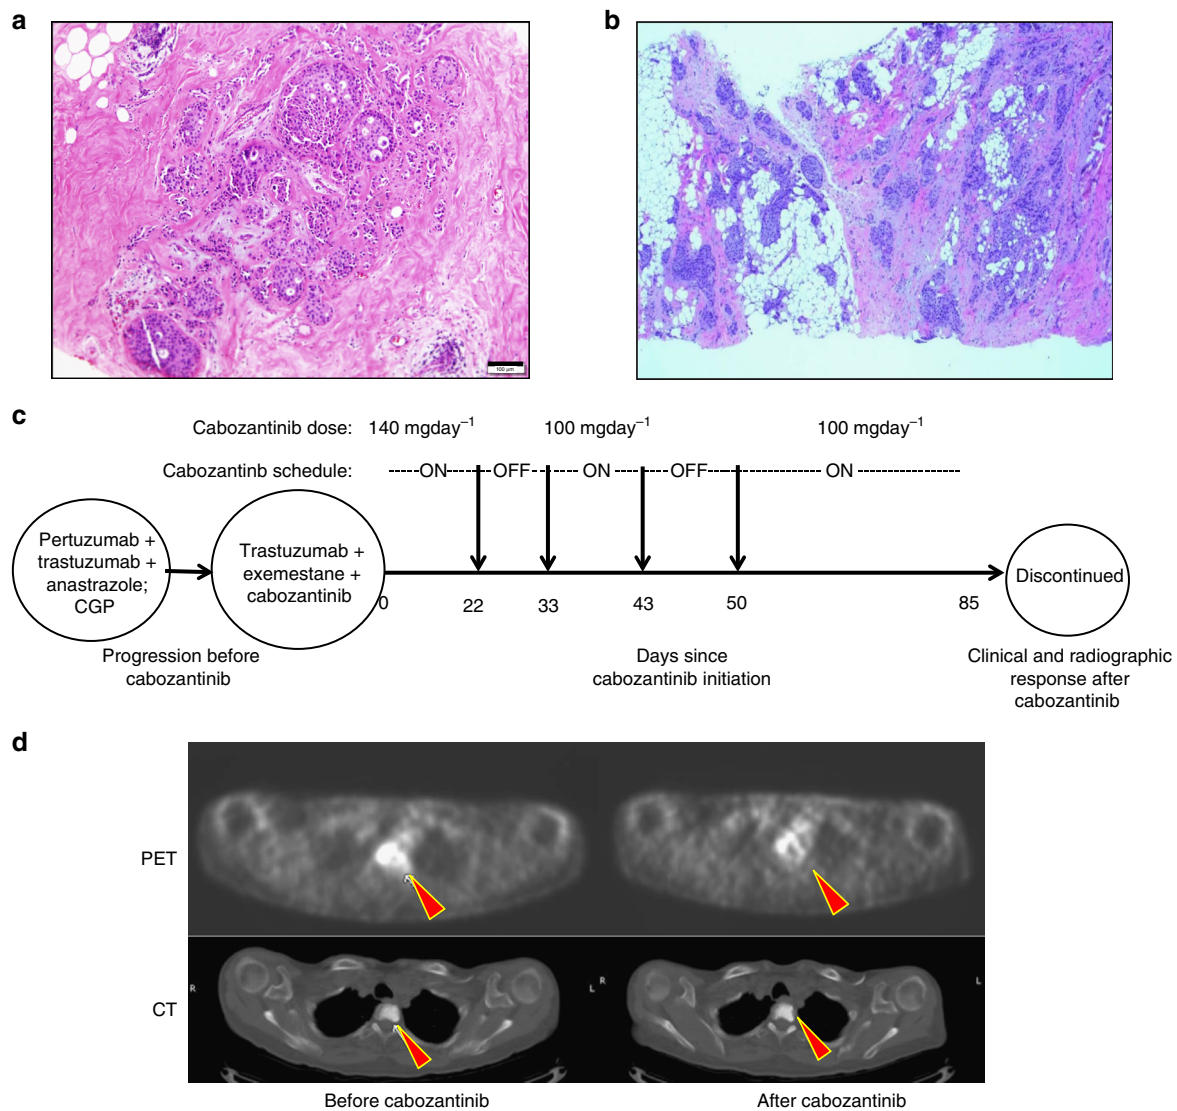 a
b
100 µm
c
Cabozantinib dose: 140 mgday⁻¹ 100 mgday⁻¹ 100 mgday⁻¹
Cabozantinb schedule: ON OFF ON OFF ON
Pertuzumab +
trastuzumab +
anastrazole;
CGP
Trastuzumab +
exemestane +
cabozantinib
Discontinued
0 22 33 43 50 85
Progression before
cabozantinib
Days since
cabozantinib initiation
Clinical and radiographic
response after
cabozantinib
d
PET
CT
R
L
R
L
Before cabozantinib
After cabozantinib